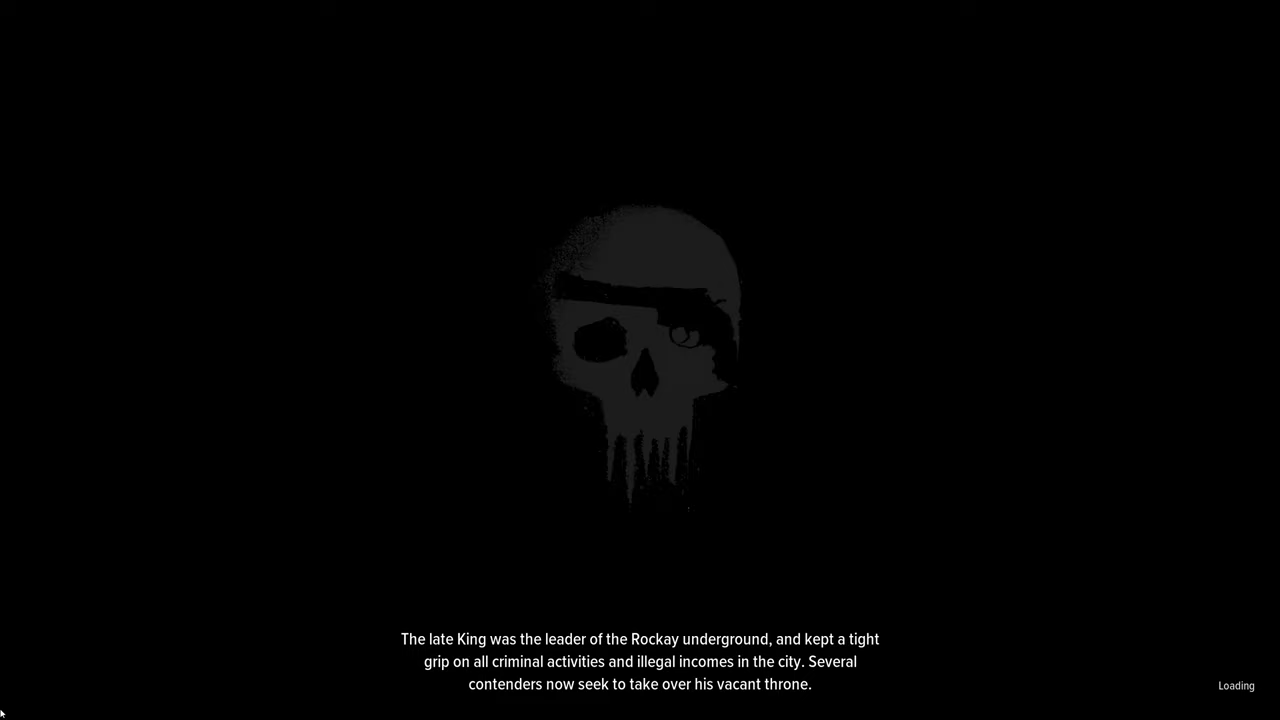 The late King was the leader of the Rockay underground, and kept a tight
grip on all criminal activities and illegal incomes in the city. Several
contenders now seek to take over his vacant throne.
Loading